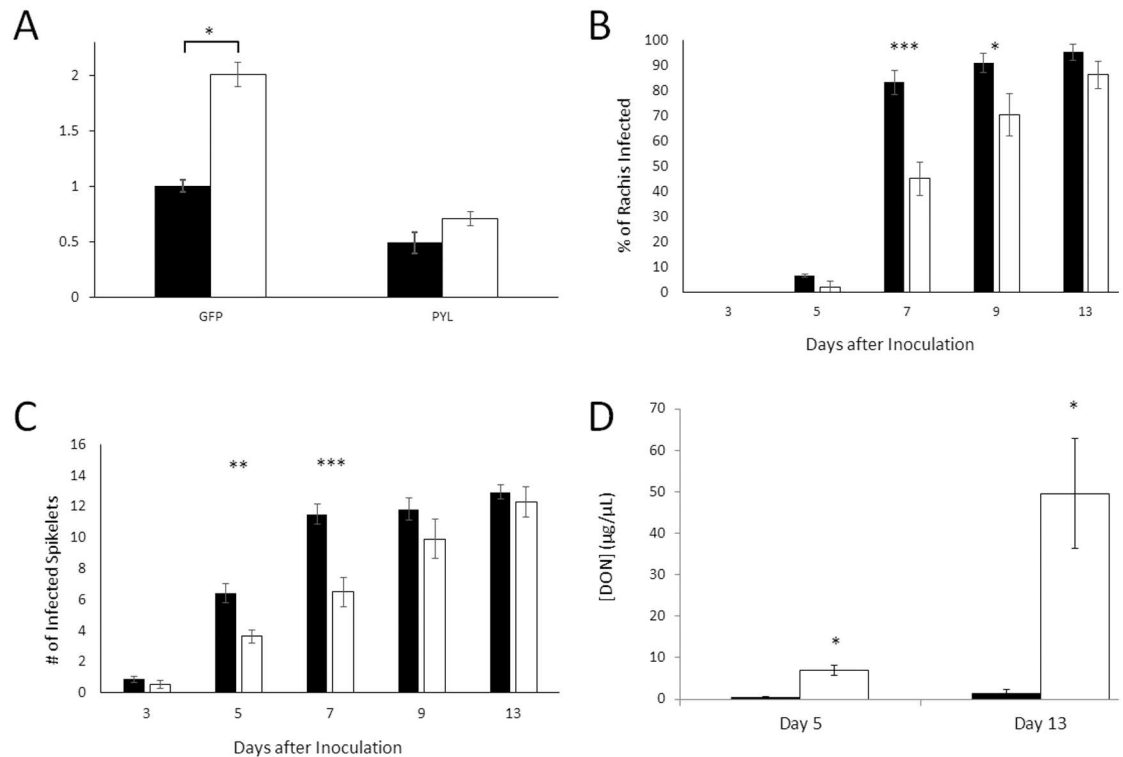 A
*
2
1.5
1
0.5
0
GFP PYL
B
100
90
80
70
60
50
40
30
20
10
0
% of Rachis Infected
*** *
3 5 7 9 13
Days after Inoculation
C
16
14
12
10
8
6
4
2
0
# of Infected Spikelets
** ***
3 5 7 9 13
Days after Inoculation
D
70
60
50
40
30
20
10
0
[DON] (µg/µL)
*
*
Day 5 Day 13